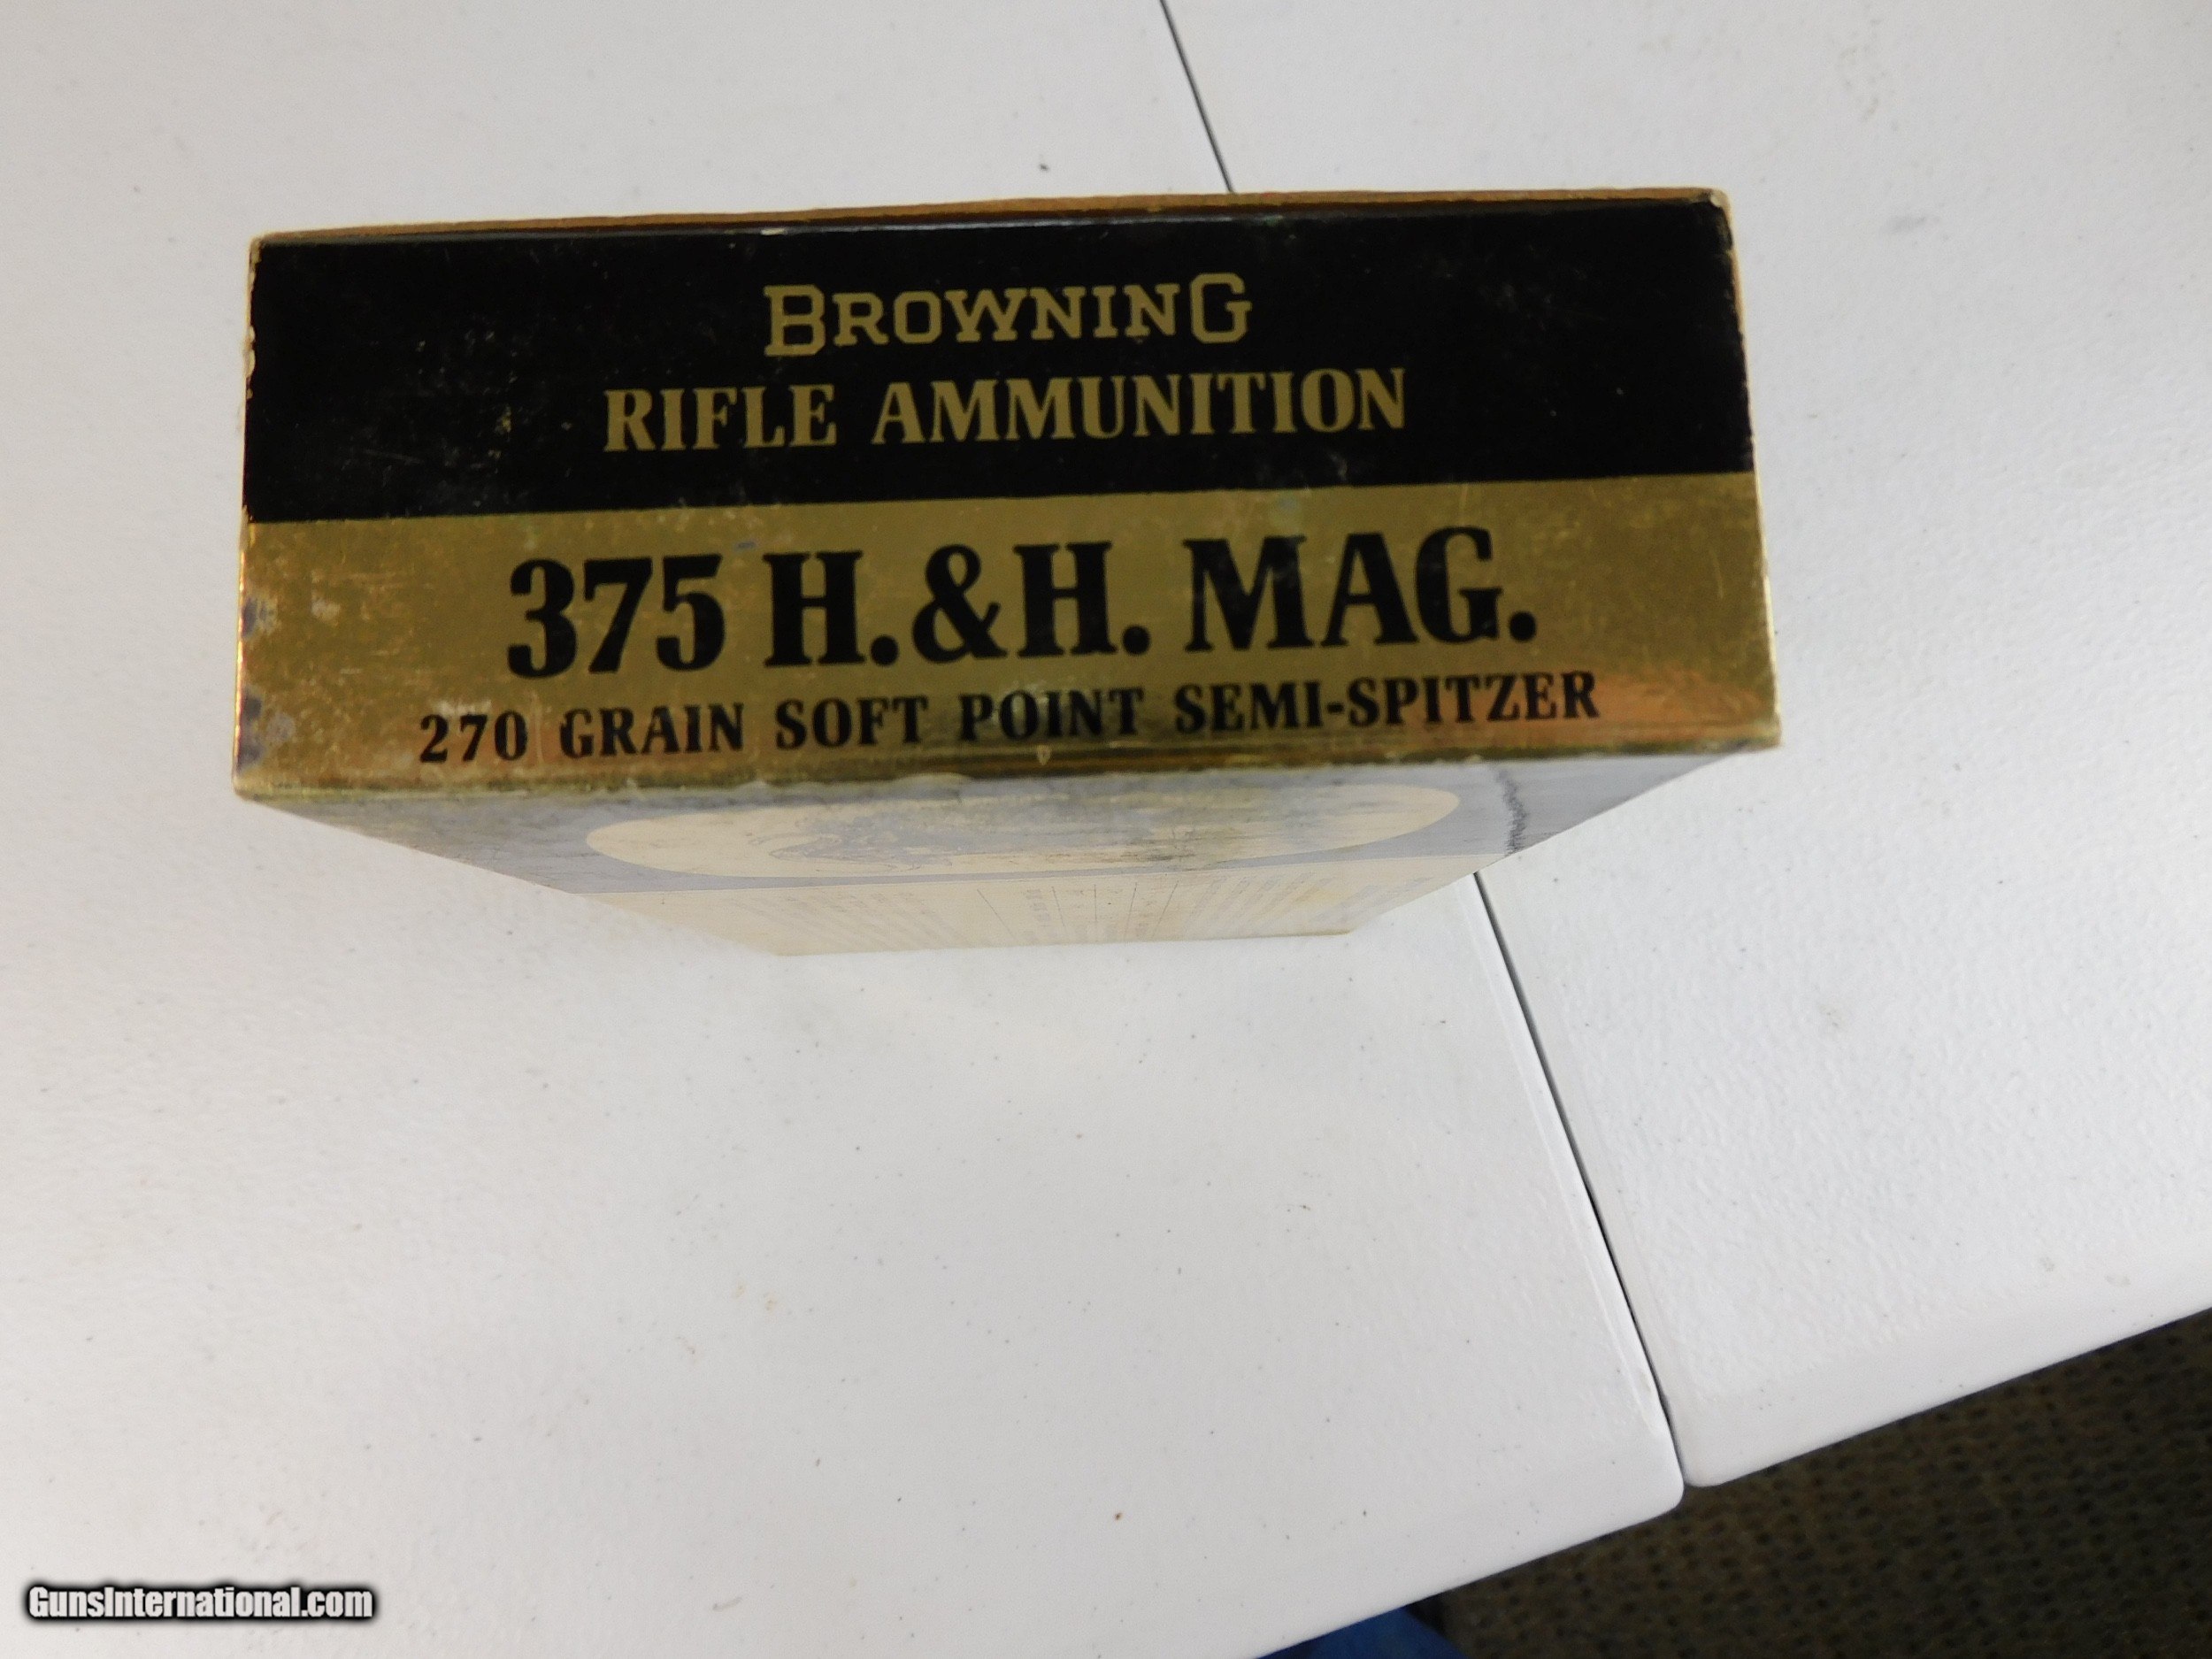 BROWNING
RIFLE AMMUNITION
375 H.&H. MAG.
270 GRAIN SOFT POINT SEMI-SPITZER
GunsInternational.com